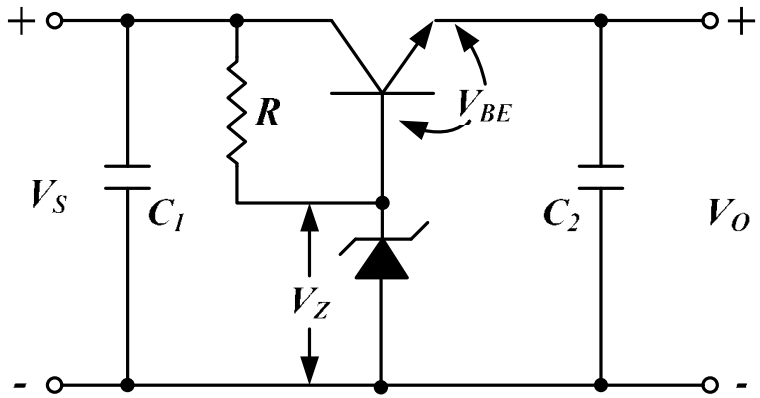 + +
R
V_BE
V_S
C_1
C_2
V_O
V_Z
- -